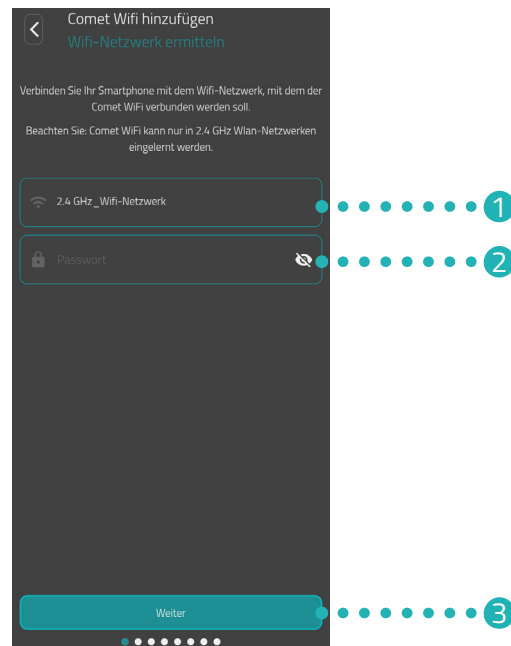 Comet Wifi hinzufügen
Wifi-Netzwerk ermitteln
Verbinden Sie Ihr Smartphone mit dem Wifi-Netzwerk, mit dem der
Comet WiFi verbunden werden soll.
Beachten Sie: Comet WiFi kann nur in 2.4 GHz Wlan-Netzwerken
eingelernt werden.
2.4 GHz_Wifi-Netzwerk
1
Passwort
2
Weiter
3